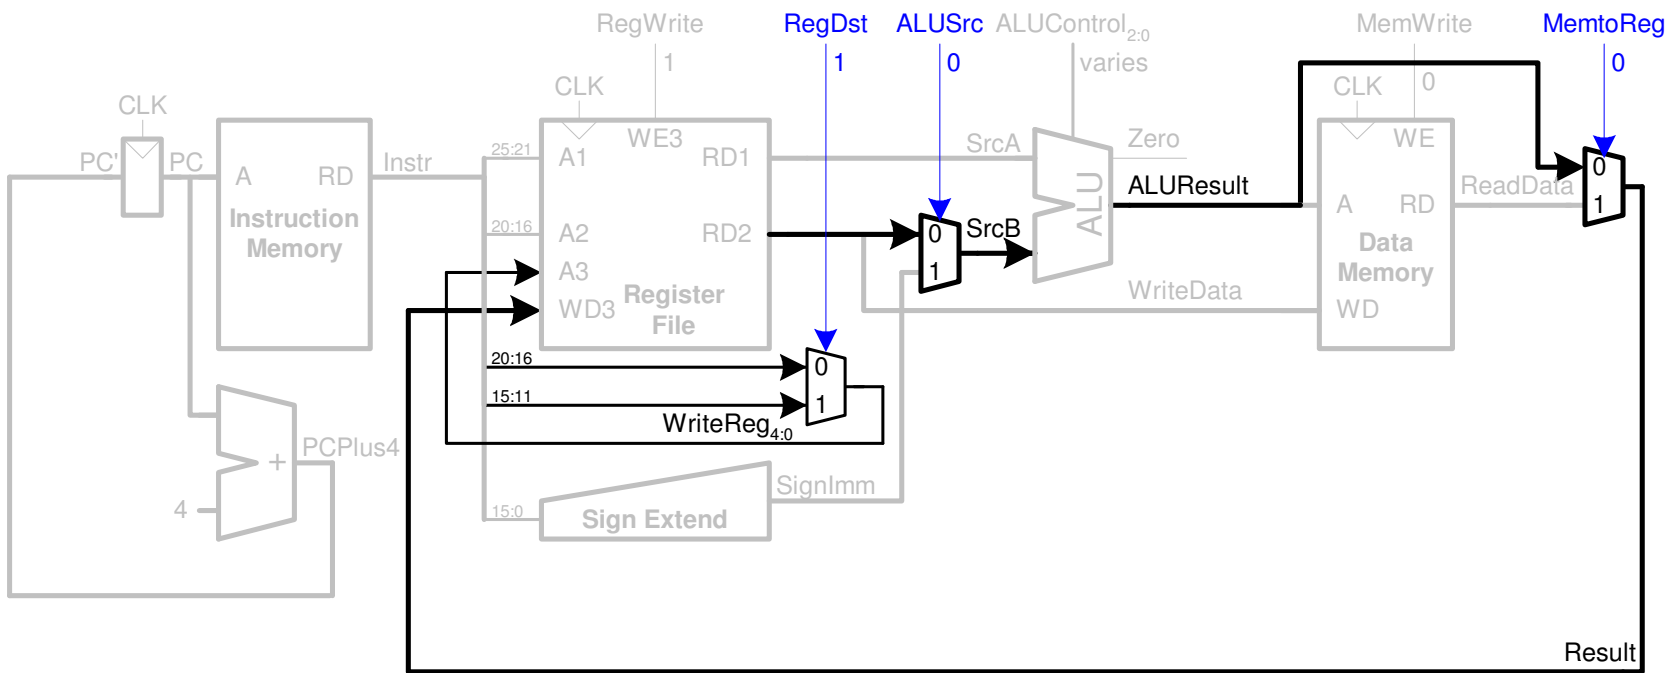 RegWrite
RegDst
ALUSrc
ALUControl2:0
MemWrite
MemtoReg
1
1
0
varies
0
0
CLK
CLK
CLK
PC'
PC
Instr
25:21
A1
WE3
RD1
SrcA
Zero
WE
0
A
RD
Instruction
Memory
20:16
A2
RD2
0
SrcB
ALU
ALUResult
A
RD
ReadData
1
A3
1
Data
Memory
WD3
Register
File
WriteData
WD
20:16
0
15:11
1
WriteReg4:0
PCPlus4
+
4
SignImm
15:0
Sign Extend
Result